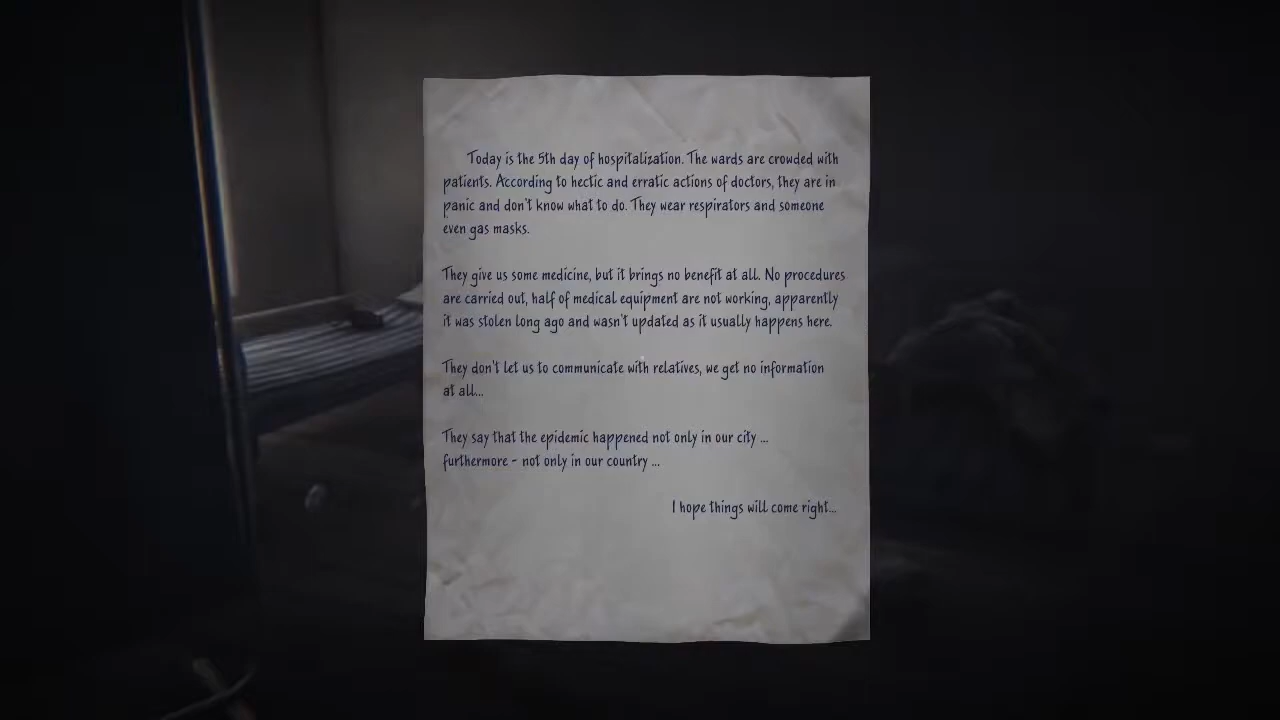 Today is the 5th day of hospitalization. The wards are crowded with
patients. According to hectic and erratic actions of doctors, they are in
panic and don't know what to do. They wear respirators and someone
even gas masks.
They give us some medicine, but it brings no benefit at all. No procedures
are carried out, half of medical equipment are not working, apparently
it was stolen long ago and wasn't updated as it usually happens here.
They don't let us to communicate with relatives, we get no information
at all...
They say that the epidemic happened not only in our city ...
furthermore - not only in our country ...
I hope things will come right...